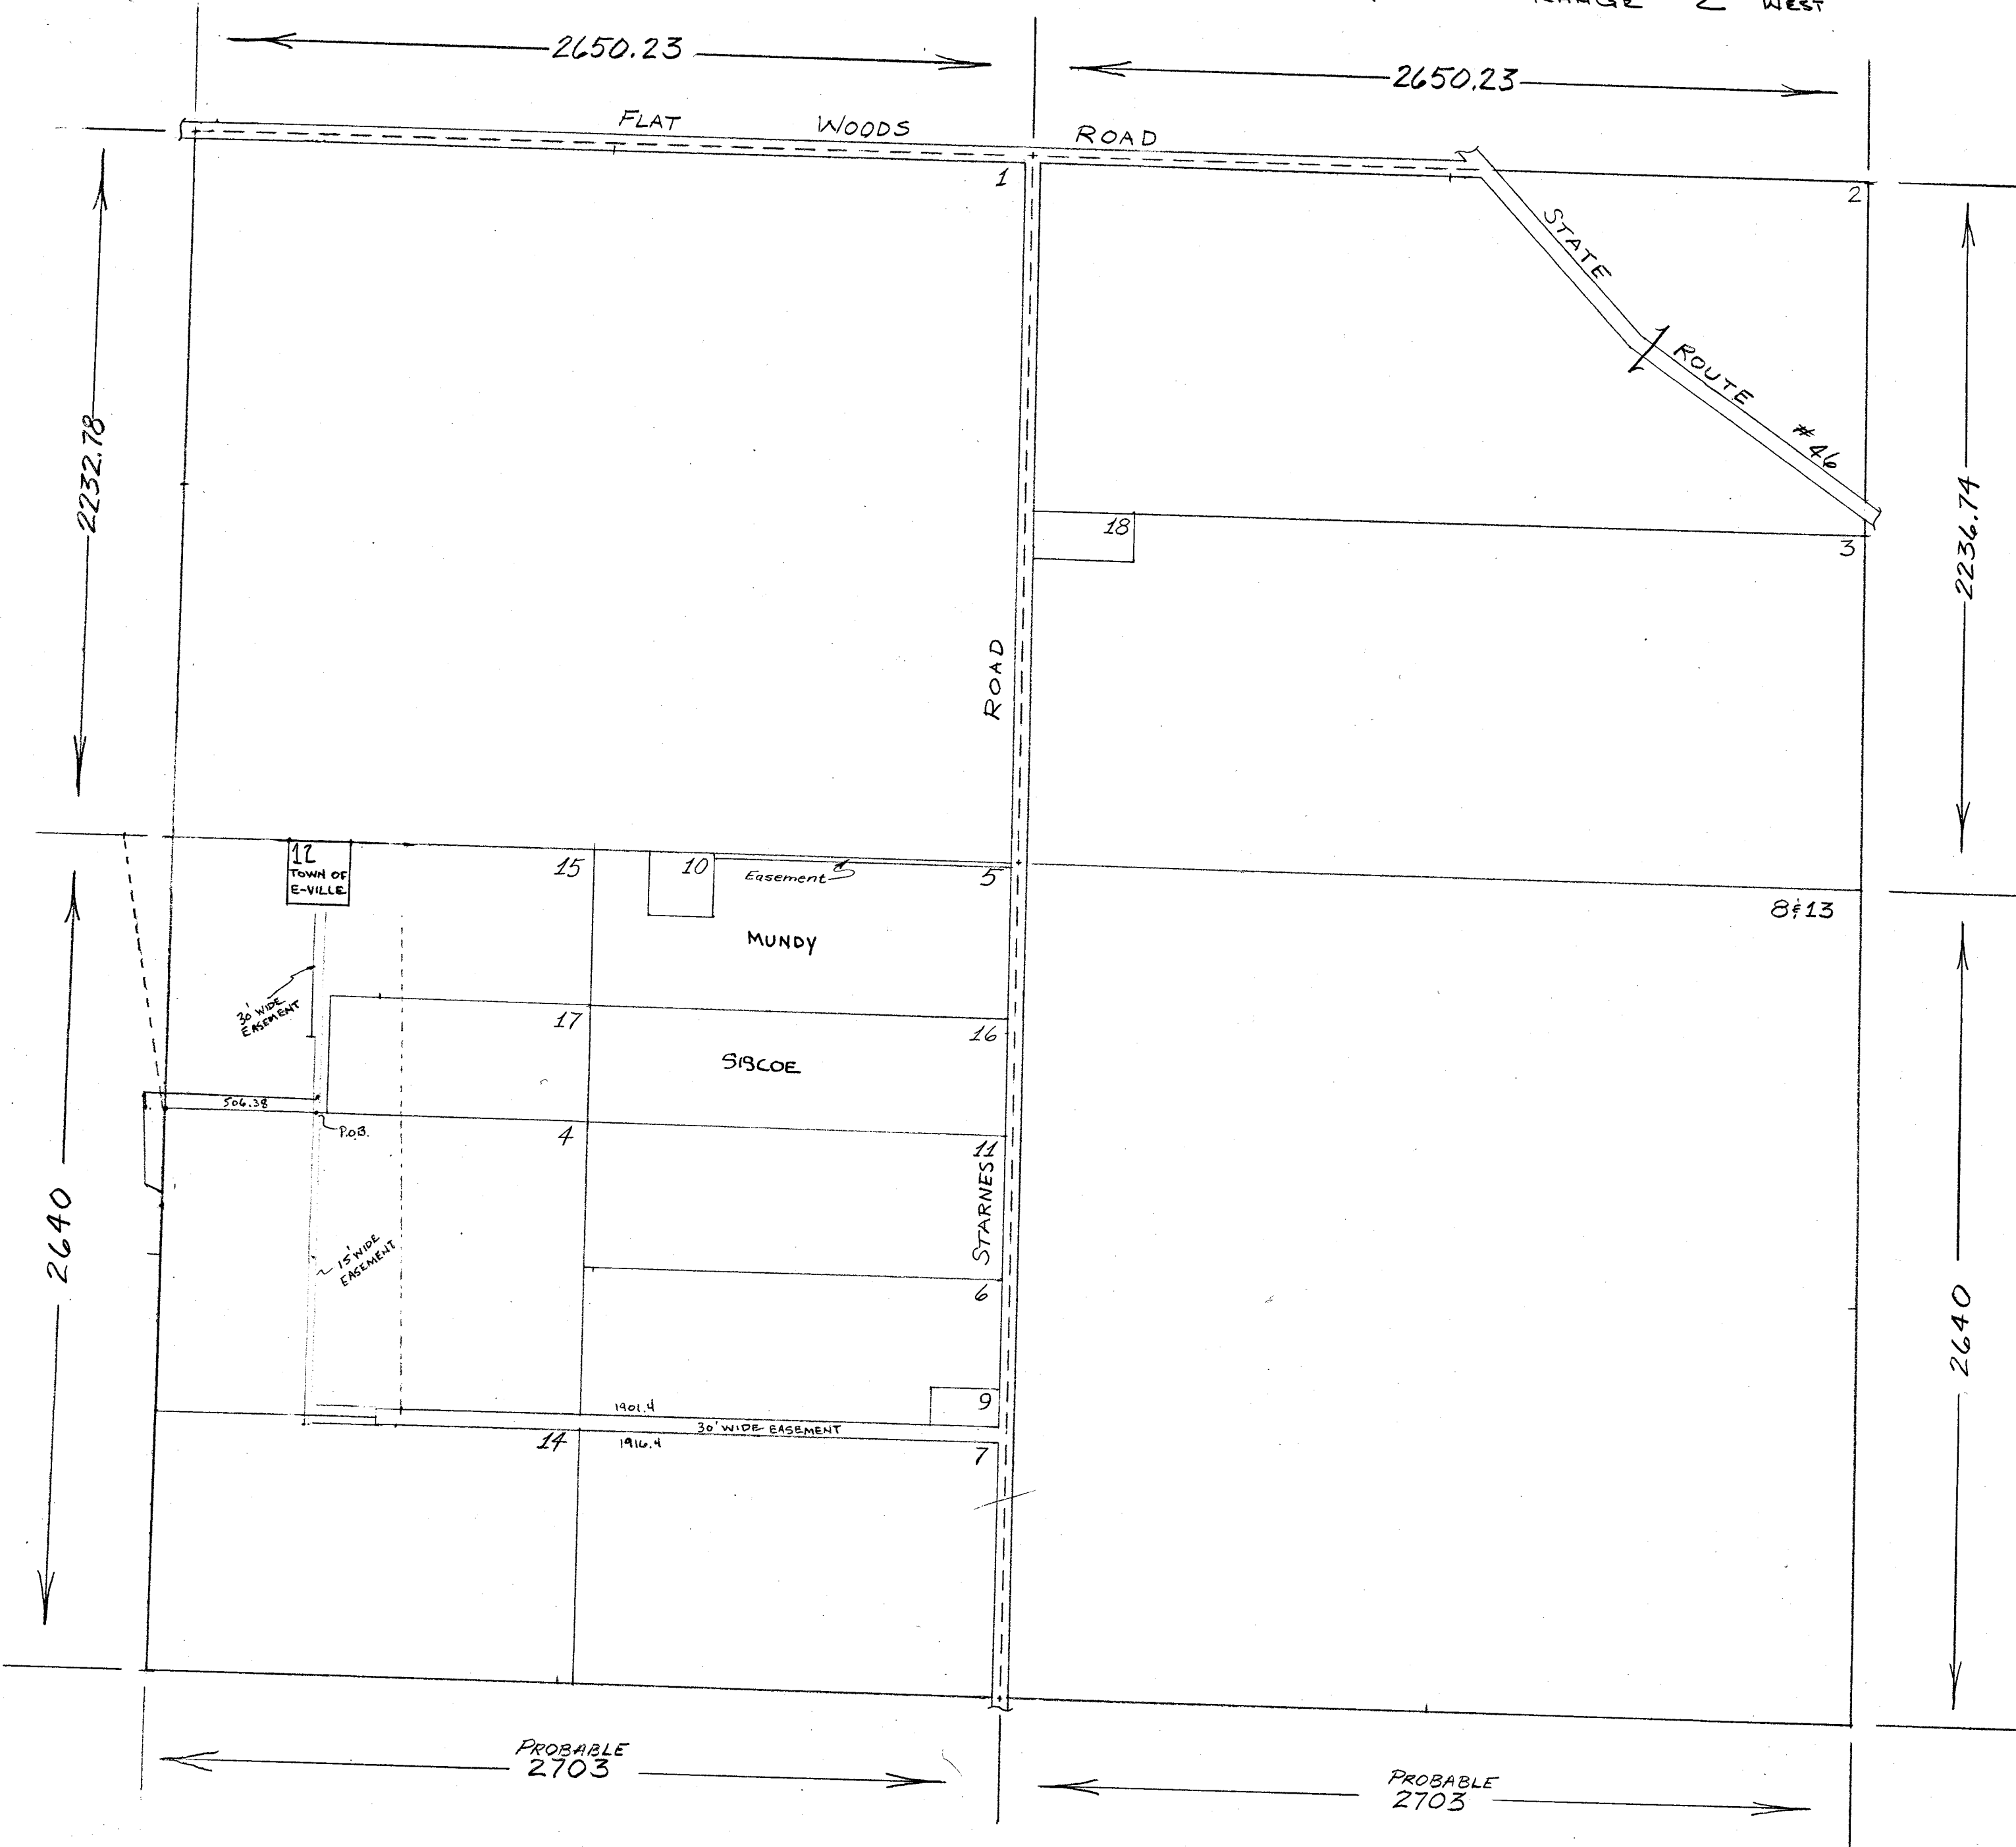 RANGE 2 WEST
2650.23
2650.23
FLAT WOODS ROAD
1
2
STATE
ROUTE
#46
2232.78
2236.74
18
3
ROAD
12
TOWN OF
E-VILLE
15
10
Easement
5
8 & 13
MUNDY
30' WIDE
EASEMENT
17
16
SISCOE
506.38
P.O.B.
4
11
STARNES
2640
15' WIDE
EASEMENT
6
2640
9
1901.4
30' WIDE EASEMENT
14
1916.4
7
PROBABLE
2703
PROBABLE
2703